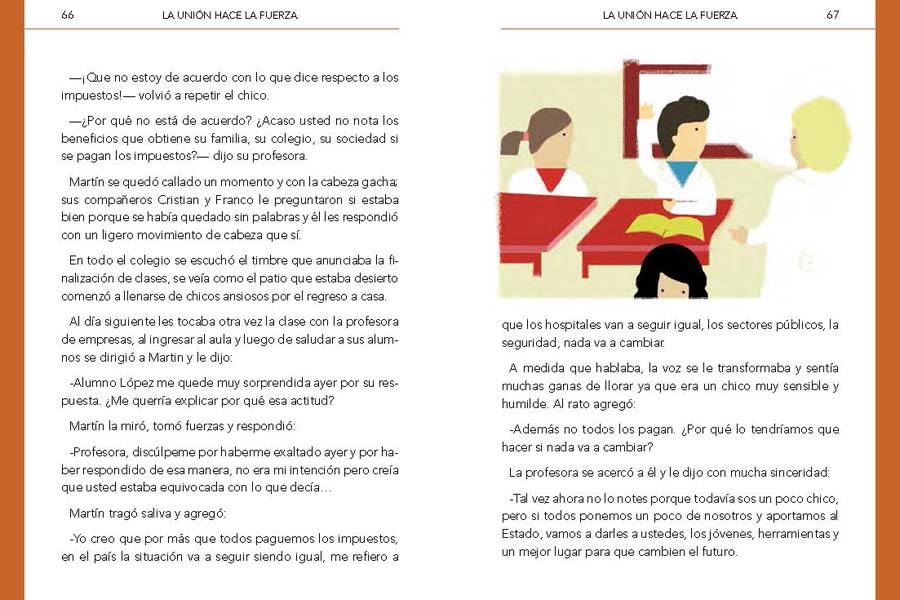 66
LA UNIÓN HACE LA FUERZA
—¡Que no estoy de acuerdo con lo que dice respecto a los
impuestos!— volvió a repetir el chico.
—¿Por qué no está de acuerdo? ¿Acaso usted no nota los
beneficios que obtiene su familia, su colegio, su sociedad si
se pagan los impuestos?— dijo su profesora.
Martín se quedó callado un momento y con la cabeza gacha;
sus compañeros Cristian y Franco le preguntaron si estaba
bien porque se había quedado sin palabras y él les respondió
con un ligero movimiento de cabeza que sí.
En todo el colegio se escuchó el timbre que anunciaba la fi-
nalización de clases, se veía como el patio que estaba desierto
comenzó a llenarse de chicos ansiosos por el regreso a casa.
Al día siguiente les tocaba otra vez la clase con la profesora
de empresas, al ingresar al aula y luego de saludar a sus alum-
nos se dirigió a Martin y le dijo:
-Alumno López me quede muy sorprendida ayer por su res-
puesta. ¿Me querría explicar por qué esa actitud?
Martín la miró, tomó fuerzas y respondió:
-Profesora, discúlpeme por haberme exaltado ayer y por ha-
ber respondido de esa manera, no era mi intención pero creía
que usted estaba equivocada con lo que decía...
Martín tragó saliva y agregó:
-Yo creo que por más que todos paguemos los impuestos,
en el país la situación va a seguir siendo igual, me refiero a
LA UNIÓN HACE LA FUERZA
67
que los hospitales van a seguir igual, los sectores públicos, la
seguridad, nada va a cambiar.
A medida que hablaba, la voz se le transformaba y sentía
muchas ganas de llorar ya que era un chico muy sensible y
humilde. Al rato agregó:
-Además no todos los pagan. ¿Por qué lo tendríamos que
hacer si nada va a cambiar?
La profesora se acercó a él y le dijo con mucha sinceridad:
-Tal vez ahora no lo notes porque todavía sos un poco chico,
pero si todos ponemos un poco de nosotros y aportamos al
Estado, vamos a darles a ustedes, los jóvenes, herramientas y
un mejor lugar para que cambien el futuro.